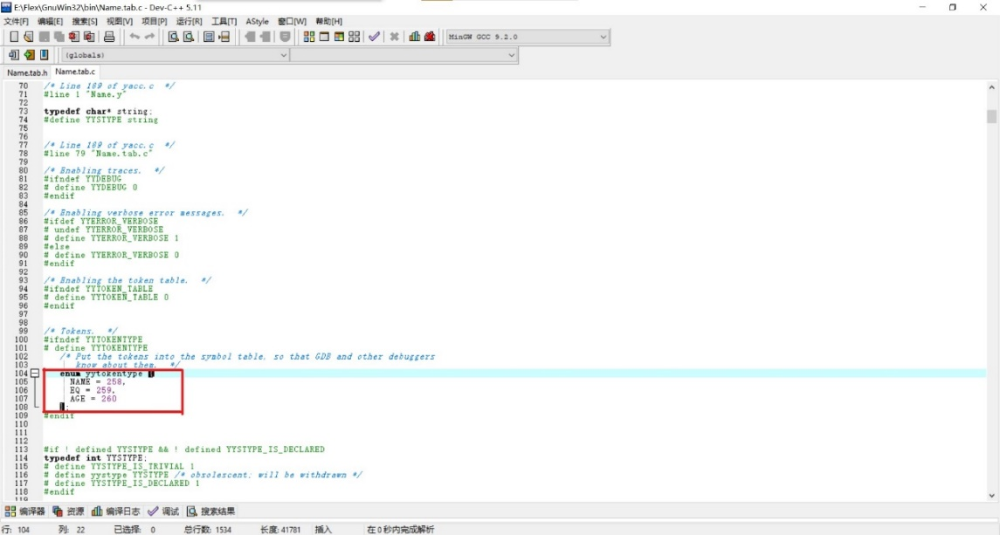 E:\Flex\GnuWin32\bin\Name.tab.c - Dev-C++ 5.11
文件[F] 编辑[E] 搜索[S] 视图[V] 项目[P] 运行[R] 工具[T] AStyle 窗口[W] 帮助[H]
MinGW GCC 9.2.0
(globals)
Name.tab.h Name.tab.c
70 /* Line 189 of yacc.c */
71 #line 1 "Name.y"
72
73 typedef char* string;
74 #define YYSTYPE string
75
76
77 /* Line 189 of yacc.c */
78 #line 79 "Name.tab.c"
79
80 /* Enabling traces. */
81 #ifndef YYDEBUG
82 # define YYDEBUG 0
83 #endif
84
85 /* Enabling verbose error messages. */
86 #ifdef YYERROR_VERBOSE
87 # undef YYERROR_VERBOSE
88 # define YYERROR_VERBOSE 1
89 #else
90 # define YYERROR_VERBOSE 0
91 #endif
92
93 /* Enabling the token table. */
94 #ifndef YYTOKEN_TABLE
95 # define YYTOKEN_TABLE 0
96 #endif
97
98
99 /* Tokens. */
100 #ifndef YYTOKENTYPE
101 # define YYTOKENTYPE
102 /* Put the tokens into the symbol table, so that GDB and other debuggers
103 know about them. */
104 enum yytokentype {
105 NAME = 258,
106 EQ = 259,
107 AGE = 260
108 };
109 #endif
110
111
112
113 #if ! defined YYSTYPE && ! defined YYSTYPE_IS_DECLARED
114 typedef int YYSTYPE;
115 # define YYSTYPE_IS_TRIVIAL 1
116 # define yystype YYSTYPE /* obsolescent; will be withdrawn */
117 # define YYSTYPE_IS_DECLARED 1
118 #endif
119
编译器 资源 编译日志 调试 搜索结果
行: 104 列: 22 已选择: 0 总行数: 1534 长度: 41781 插入 在 0 秒内完成解析